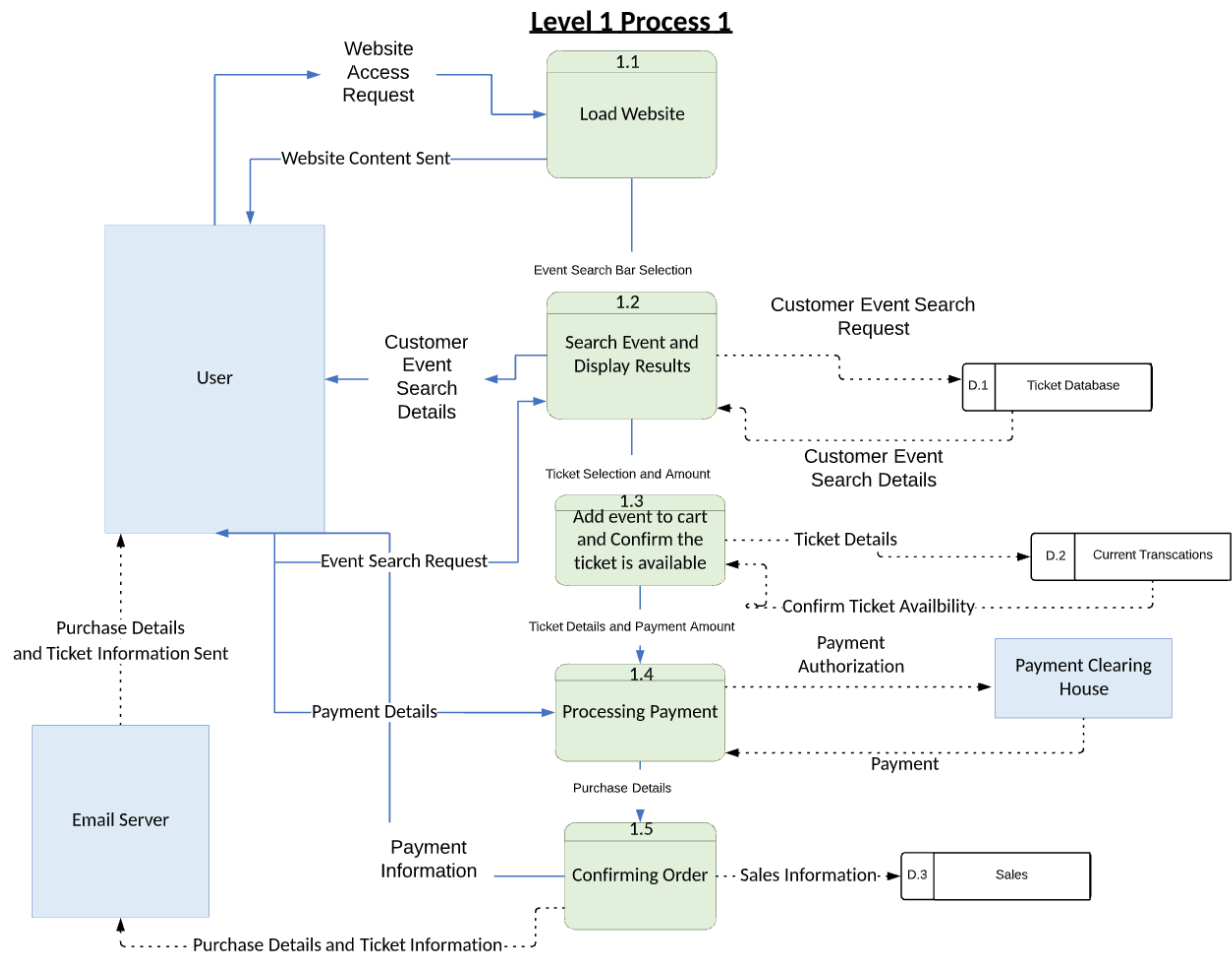 Level 1 Process 1
Website
Access
Request
1.1
Load Website
Website Content Sent
Event Search Bar Selection
1.2
Search Event and
Display Results
Customer Event Search
Request
Customer
Event
Search
Details
User
D.1
Ticket Database
Customer Event
Search Details
Ticket Selection and Amount
1.3
Add event to cart
and Confirm the
ticket is available
Ticket Details
D.2
Current Transcations
Event Search Request
Confirm Ticket Availbility
Ticket Details and Payment Amount
Purchase Details
and Ticket Information Sent
Payment
Authorization
Payment Clearing
House
1.4
Processing Payment
Payment Details
Payment
Purchase Details
Email Server
1.5
Confirming Order
Payment
Information
Sales Information
D.3
Sales
Purchase Details and Ticket Information